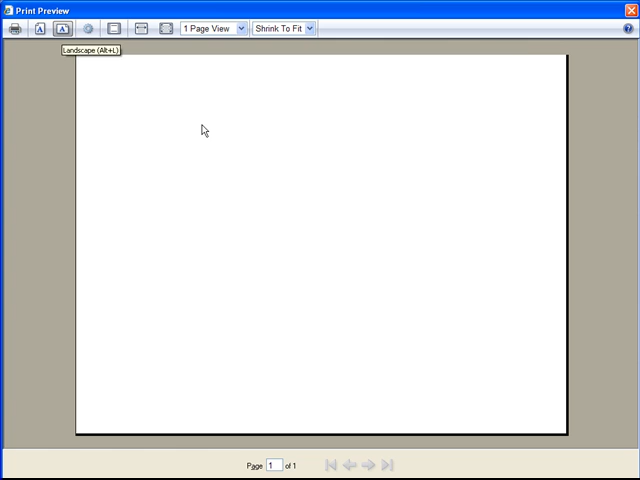 Print Preview
A A 1 Page View Shrink To Fit ?
Landscape (Alt+L)
Page 1 of 1